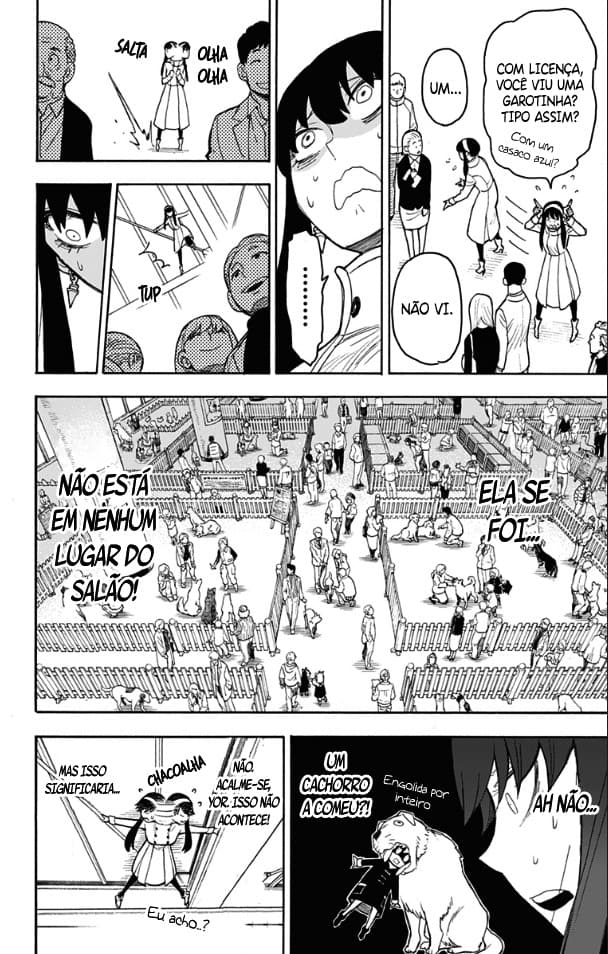 COM LICENÇA,
VOCÊ VIU UMA
GAROTINHA?
TIPO ASSIM?
Com um
casaco azul?
UM...
NÃO VI.
.........
SALTA
OLHA
OLHA
TUP
ELA SE
FOI...
NÃO ESTÁ
EM NENHUM
LUGAR DO
SALÃO!
AH NÃO...
UM
CACHORRO
A COMEU?!
Engolida por
inteiro
NÃO.
ACALME-SE,
YOR. ISSO NÃO
ACONTECE!
CHACOALHA
MAS ISSO
SIGNIFICARIA...
Eu acho..?